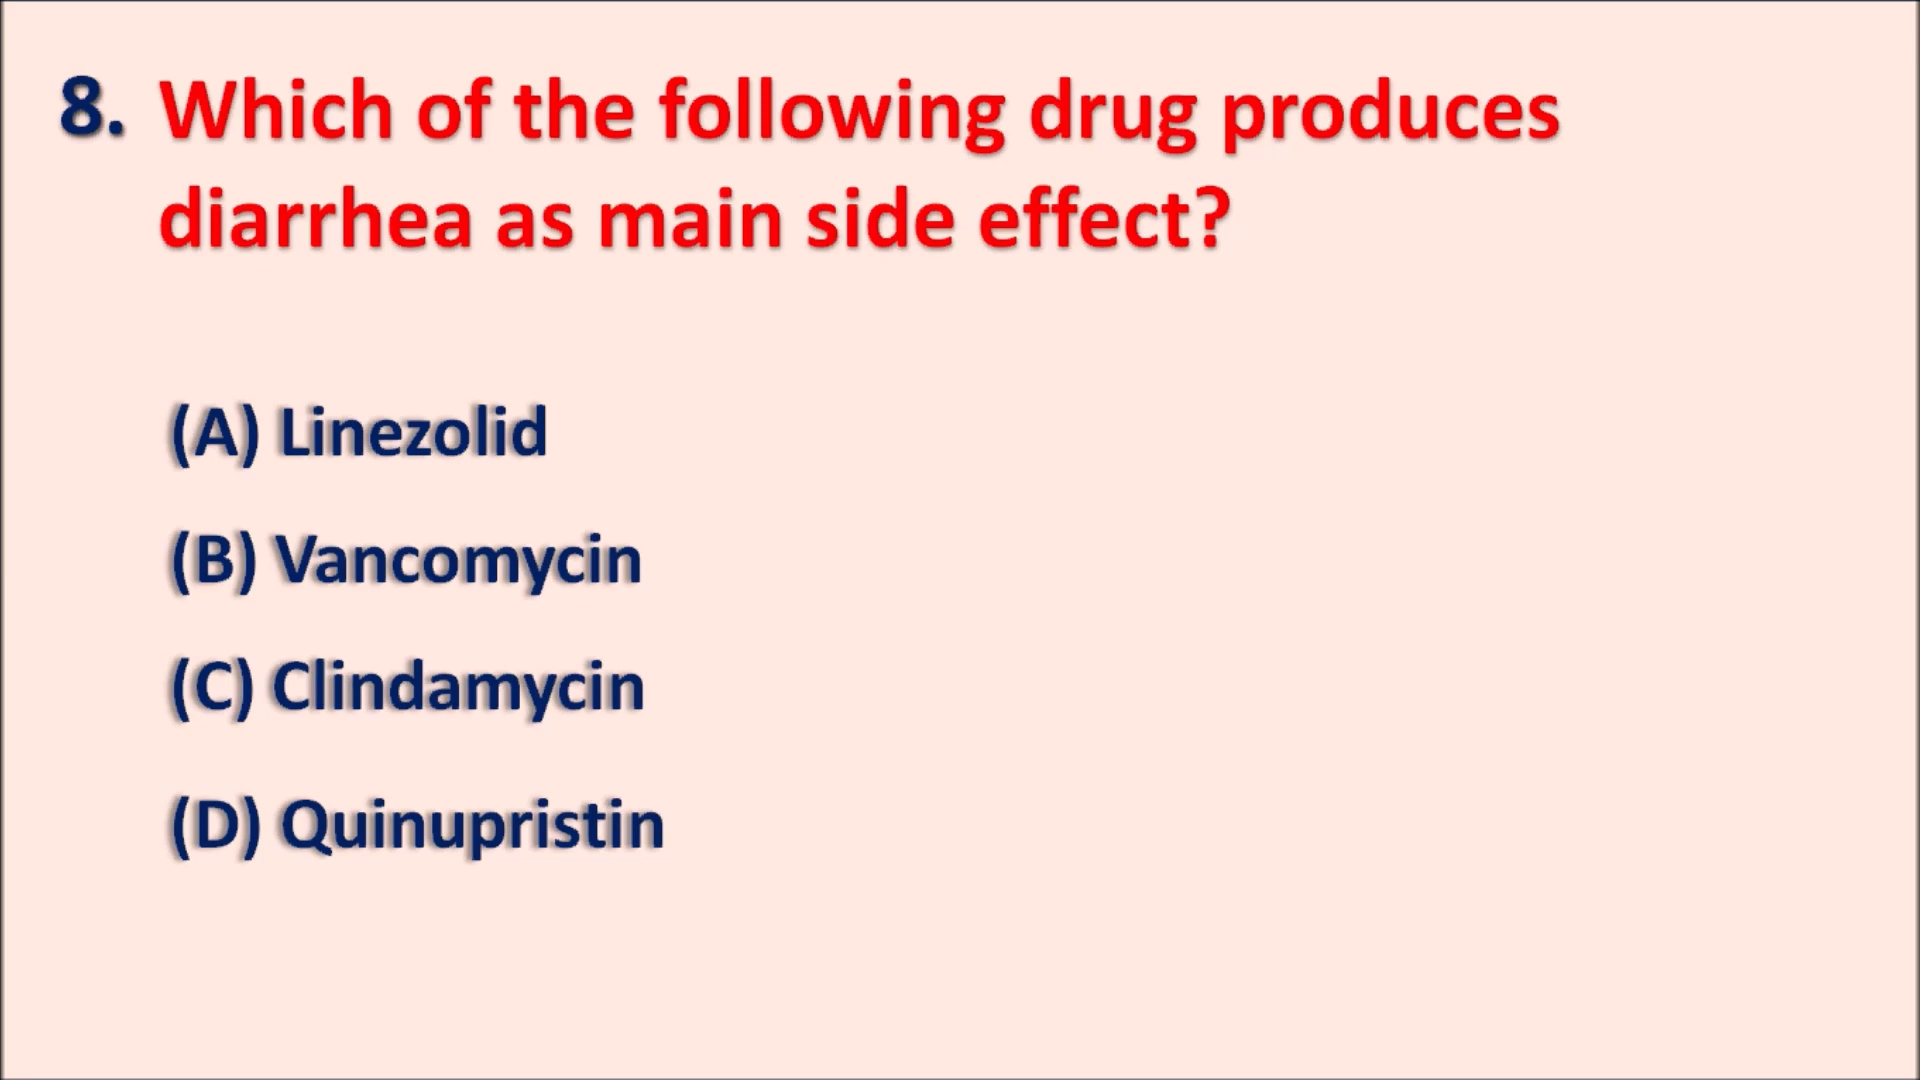 8. Which of the following drug produces
diarrhea as main side effect?
(A) Linezolid
(B) Vancomycin
(C) Clindamycin
(D) Quinupristin